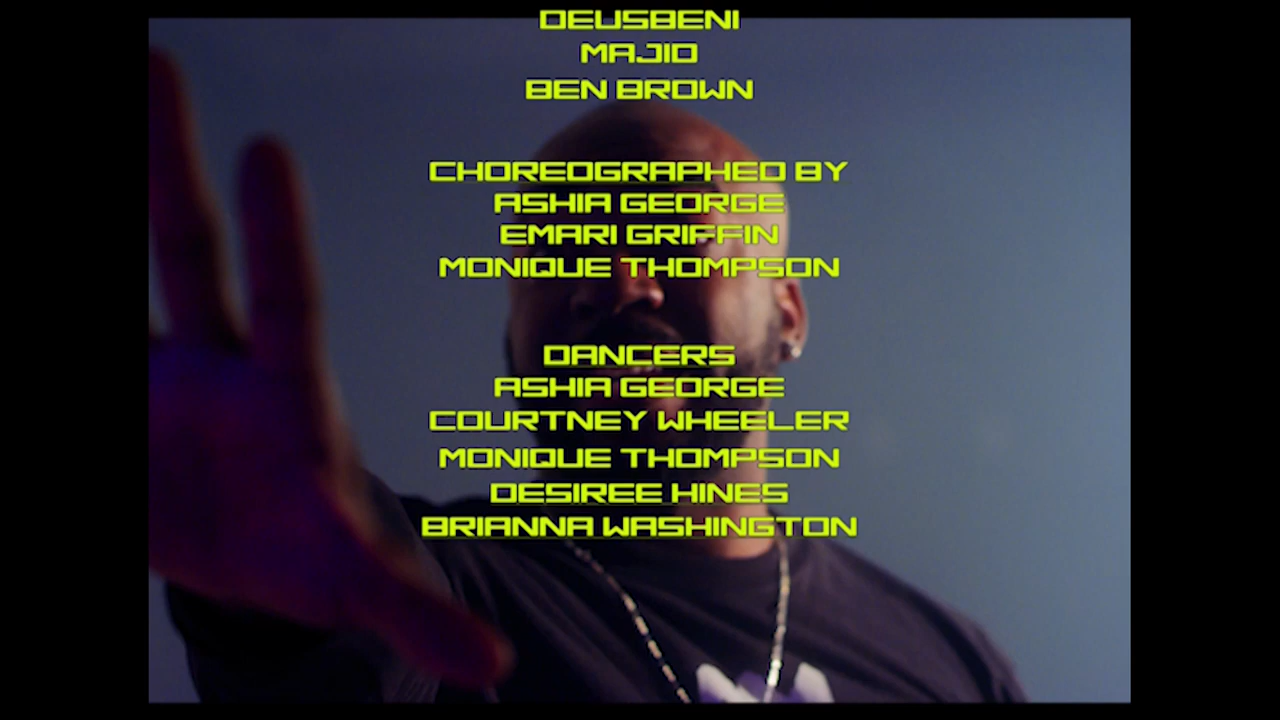 DEUSBENI
MAJID
BEN BROWN
CHOREOGRAPHED BY
ASHIA GEORGE
EMARI GRIFFIN
MONIQUE THOMPSON
DANCERS
ASHIA GEORGE
COURTNEY WHEELER
MONIQUE THOMPSON
DESIREE HINES
BRIANNA WASHINGTON